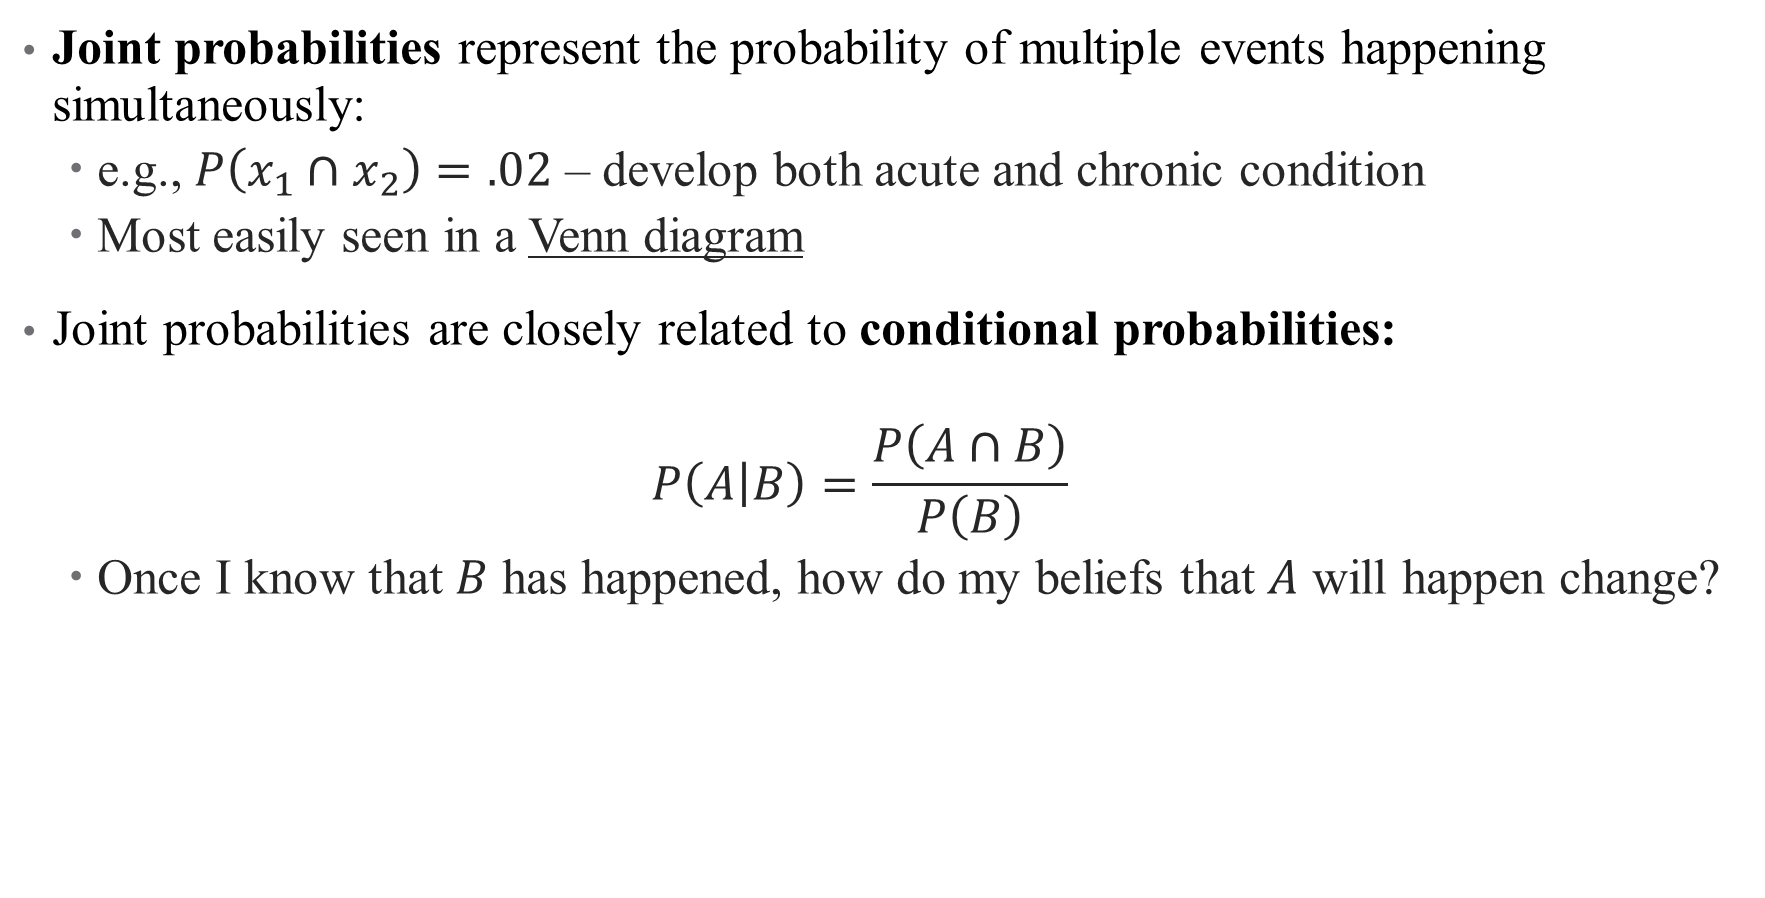 • Joint probabilities represent the probability of multiple events happening
simultaneously:
• e.g., P(x₁ ∩ x₂) = .02 – develop both acute and chronic condition
• Most easily seen in a Venn diagram
• Joint probabilities are closely related to conditional probabilities:
P(A|B) = P(A ∩ B) / P(B)
• Once I know that B has happened, how do my beliefs that A will happen change?